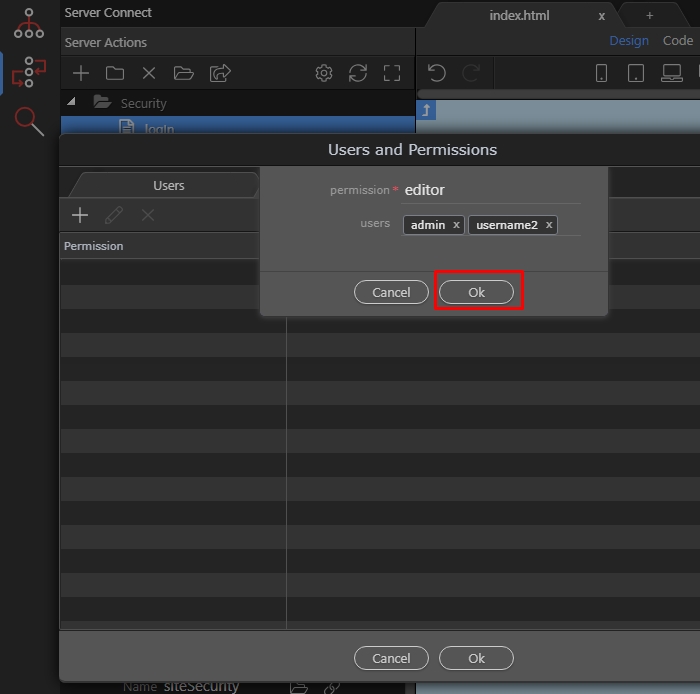 Server Connect
index.html x +
Server Actions
Design Code
Security
login
Users and Permissions
Users
permission * editor
users admin x username2 x
Permission
Cancel Ok
Cancel Ok
Name siteSecurity